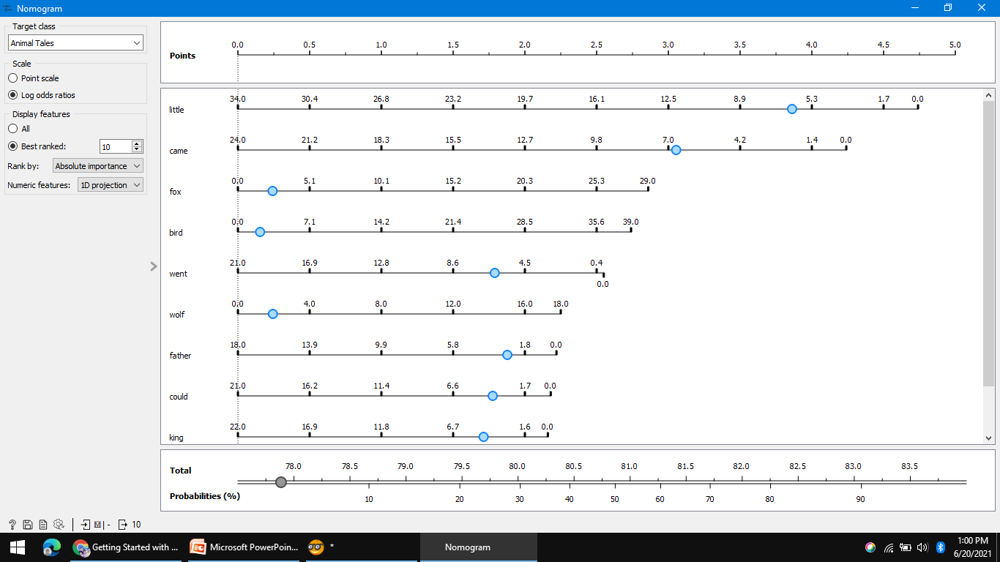 Nomogram
Target class
Animal Tales
Scale
Point scale
Log odds ratios
Display features
All
Best ranked: 10
Rank by: Absolute importance
Numeric features: 1D projection
Points 0.0 0.5 1.0 1.5 2.0 2.5 3.0 3.5 4.0 4.5 5.0
little 34.0 30.4 26.8 23.2 19.7 16.1 12.5 8.9 5.3 1.7 0.0
came 24.0 21.2 18.3 15.5 12.7 9.8 7.0 4.2 1.4 0.0
fox 0.0 5.1 10.1 15.2 20.3 25.3 29.0
bird 0.0 7.1 14.2 21.4 28.5 35.6 39.0
went 21.0 16.9 12.8 8.6 4.5 0.4 0.0
wolf 0.0 4.0 8.0 12.0 16.0 18.0
father 18.0 13.9 9.9 5.8 1.8 0.0
could 21.0 16.2 11.4 6.6 1.7 0.0
king 22.0 16.9 11.8 6.7 1.6 0.0
Total 78.0 78.5 79.0 79.5 80.0 80.5 81.0 81.5 82.0 82.5 83.0 83.5
Probabilities (%) 10 20 30 40 50 60 70 80 90
? M | - 10
Getting Started with ... Microsoft PowerPoin... * Nomogram
1:00 PM
6/20/2021